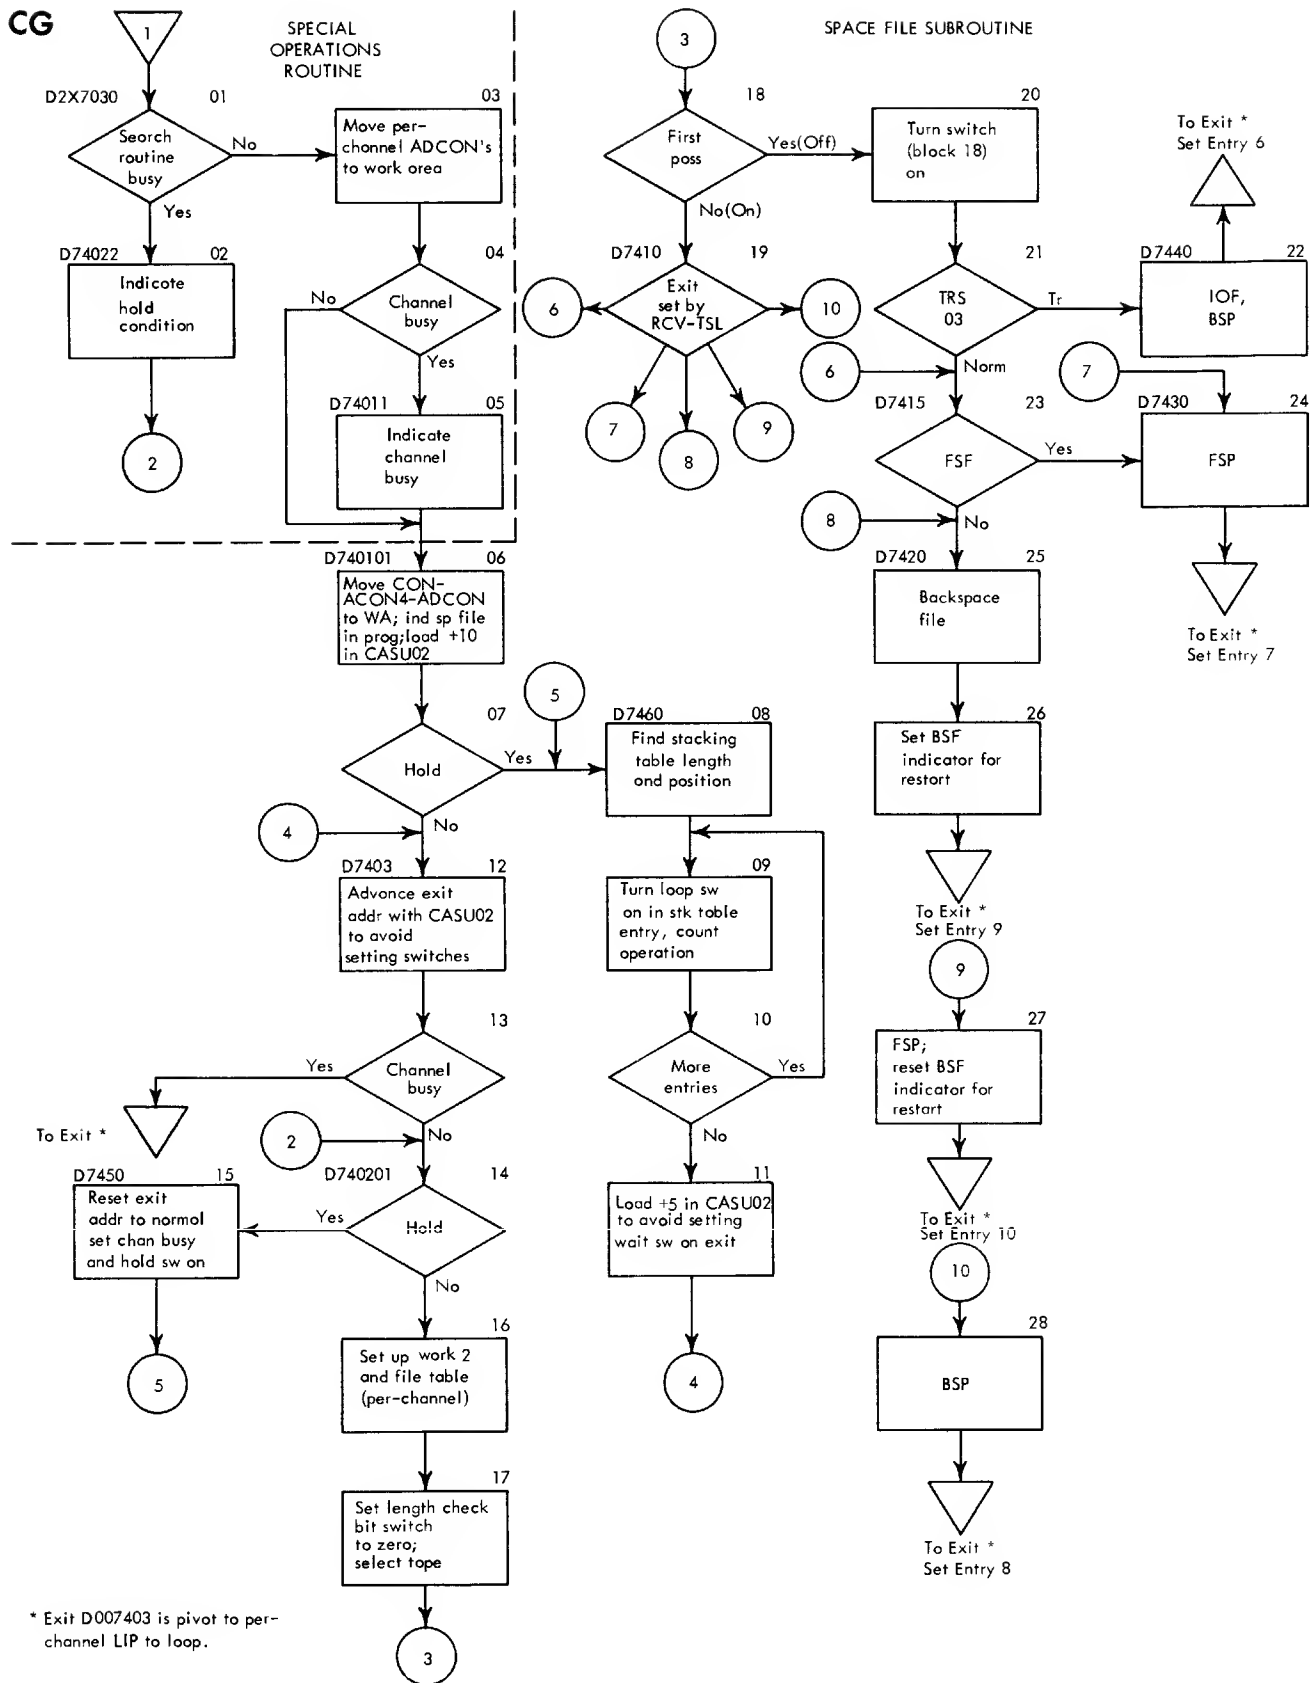 CG
1
SPECIAL
OPERATIONS
ROUTINE
D2X7030
01
Seorch
routine
busy
No
Yes
03
Move per-
channel ADCON's
to work area
D74022
02
Indicote
hold
condition
2
04
No
Channel
busy
Yes
D74011
05
Indicate
channel
busy
D740101
06
Move CON-
ACON4-ADCON
to WA; ind sp file
in prog;load +10
in CASU02
07
Hold
Yes
No
5
D7460
08
Find stacking
table length
ond position
4
D7403
12
Advonce exit
addr with CASU02
to avoid
setting switches
09
Turn loop sw
on in stk table
entry, count
operation
13
Yes
Channel
busy
No
10
More
entries
Yes
No
To Exit *
2
D7450
15
Reset exit
addr to normal
set chan busy
and hold sw on
D740201
14
Yes
Hold
No
11
Load +5 in CASU02
to avoid setting
wait sw on exit
5
16
Set up work 2
and file table
(per-channel)
4
17
Set length check
bit switch
to zero;
select tope
3
* Exit D007403 is pivot to per-
channel LIP to loop.
SPACE FILE SUBROUTINE
3
18
First
poss
Yes(Off)
No(On)
20
Turn switch
(block 18)
on
To Exit *
Set Entry 6
D7410
19
Exit
set by
RCV-TSL
6
10
7
8
9
21
TRS
03
Tr
Norm
D7440
22
IOF,
BSP
6
7
D7415
23
FSF
Yes
No
D7430
24
FSP
8
D7420
25
Backspace
file
To Exit *
Set Entry 7
26
Set BSF
indicator for
restort
To Exit *
Set Entry 9
9
27
FSP;
reset BSF
indicator for
restart
To Exit *
Set Entry 10
10
28
BSP
To Exit *
Set Entry 8